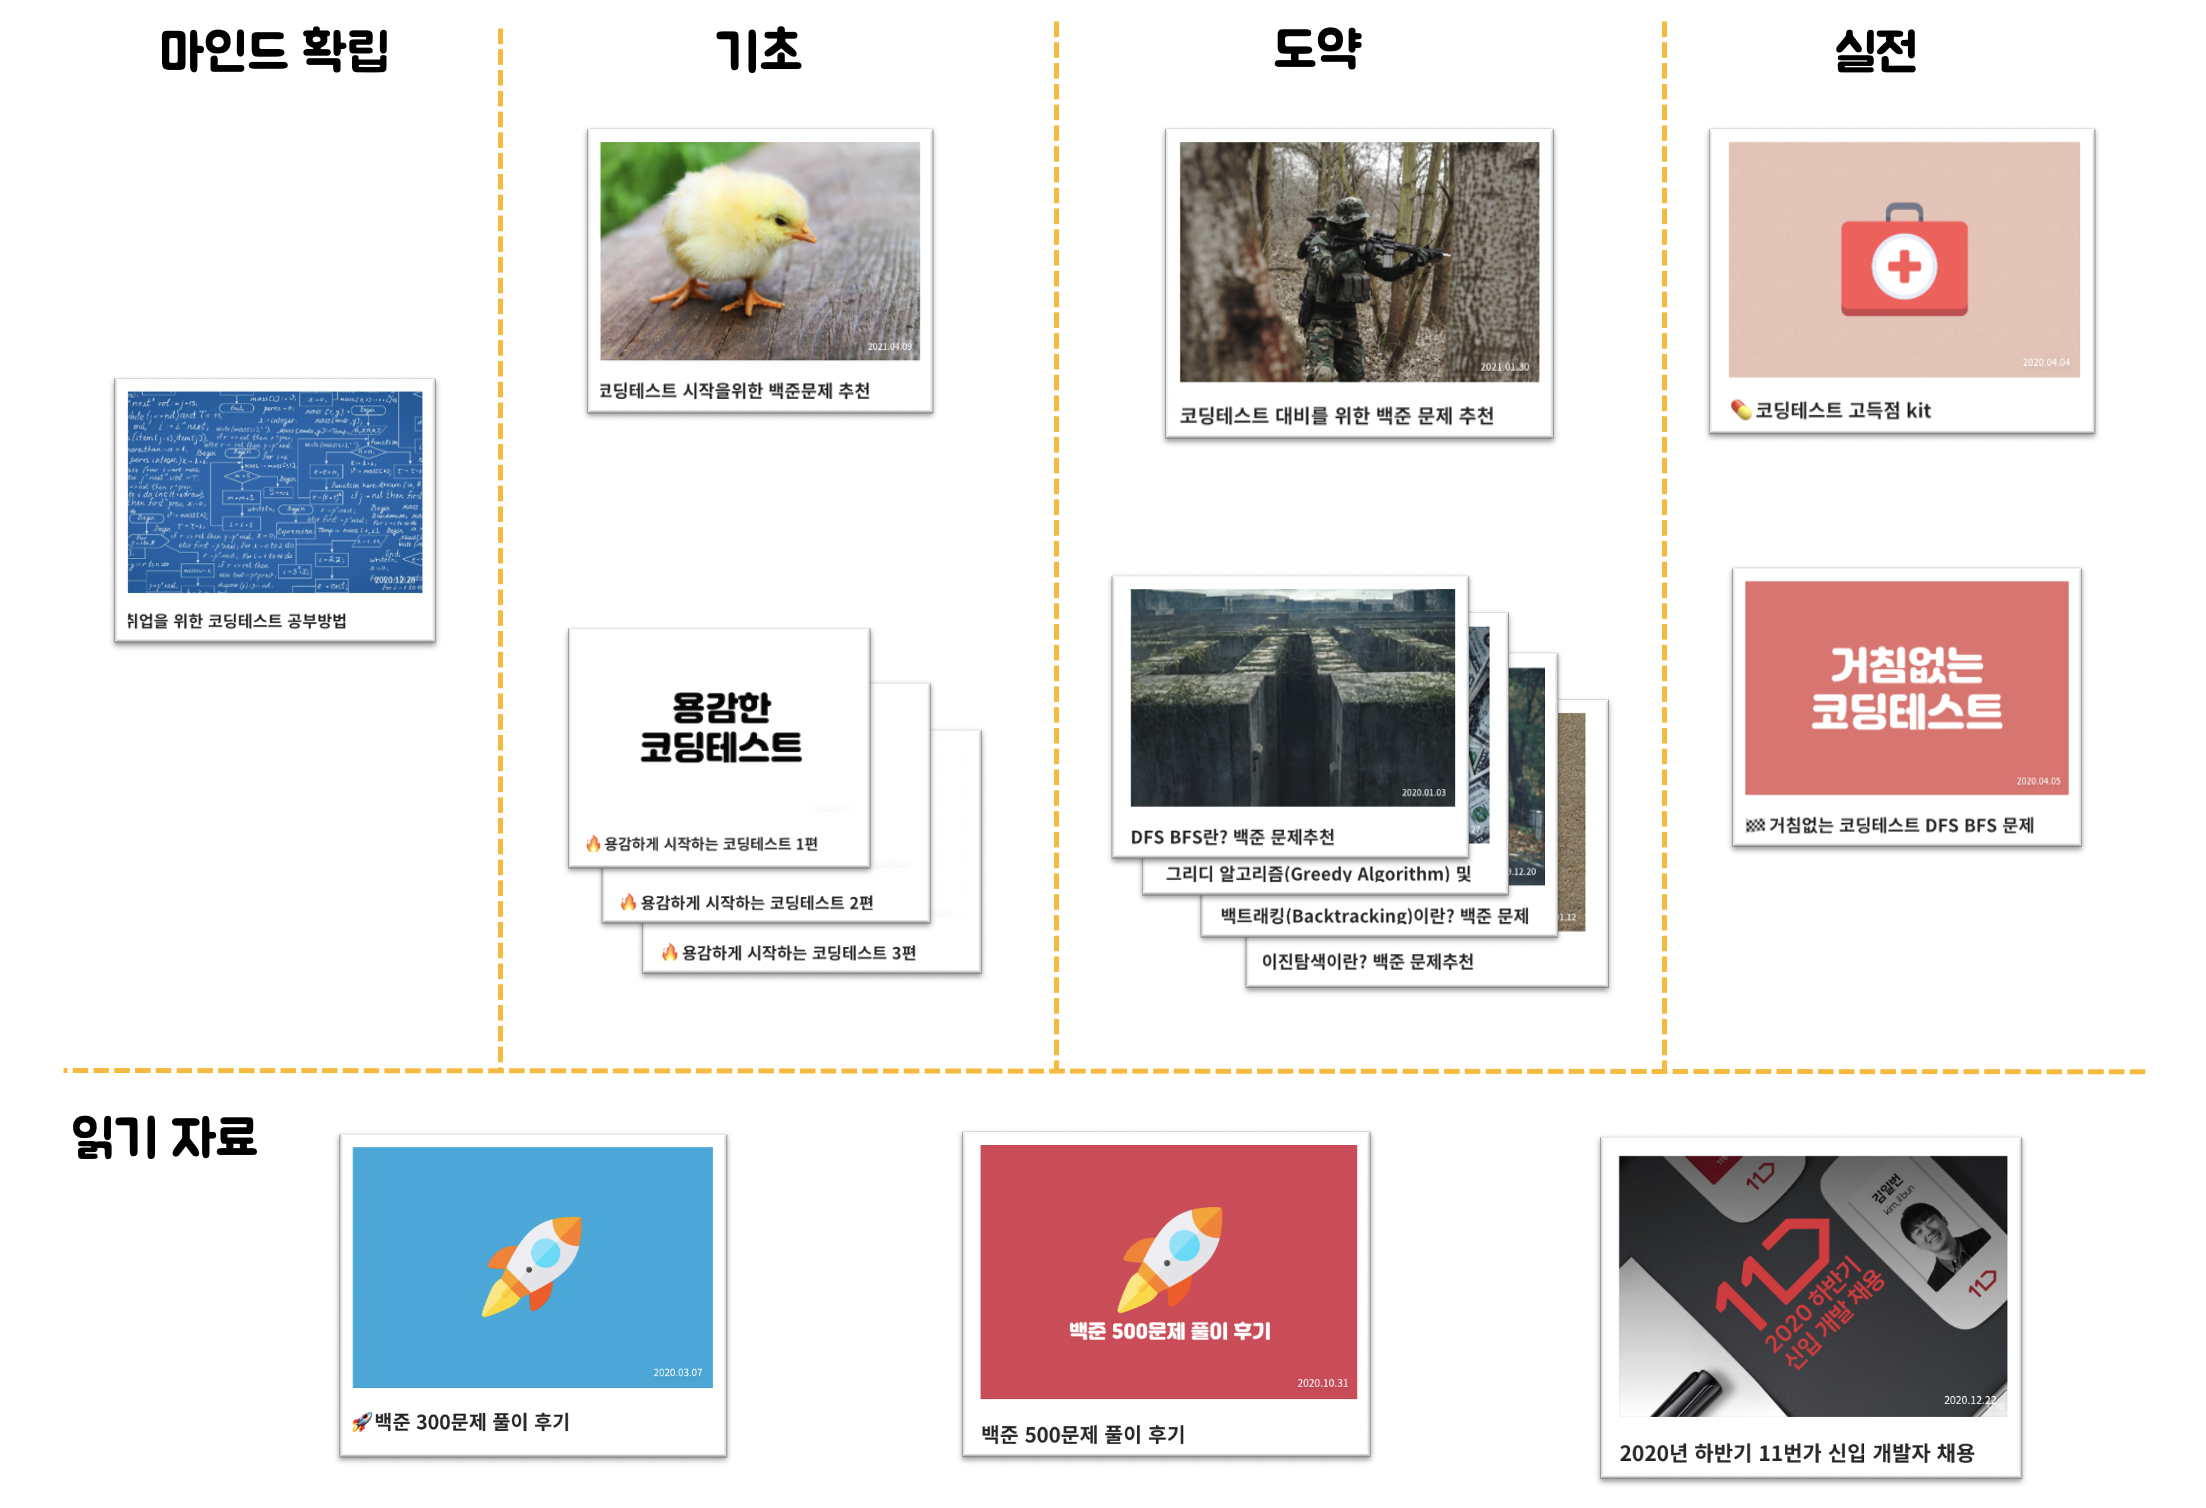 마인드 확립
기초
도약
실전
2021.04.09
코딩테스트 시작을위한 백준문제 추천
2021.01.30
코딩테스트 대비를 위한 백준 문제 추천
2020.04.04
코딩테스트 고득점 kit
2020.12.28
취업을 위한 코딩테스트 공부방법
용감한
코딩테스트
용감하게 시작하는 코딩테스트 1편
용감하게 시작하는 코딩테스트 2편
용감하게 시작하는 코딩테스트 3편
2020.01.03
DFS BFS란? 백준 문제추천
그리디 알고리즘(Greedy Algorithm) 및
.12.20
백트래킹(Backtracking)이란? 백준 문제
1.22
이진탐색이란? 백준 문제추천
거침없는
코딩테스트
2020.04.05
거침없는 코딩테스트 DFS BFS 문제
읽기 자료
2020.03.07
백준 300문제 풀이 후기
백준 500문제 풀이 후기
2020.10.31
백준 500문제 풀이 후기
김일번
kim, il bun
2020 하반기
신입 개발 채용
2020.12.22
2020년 하반기 11번가 신입 개발자 채용